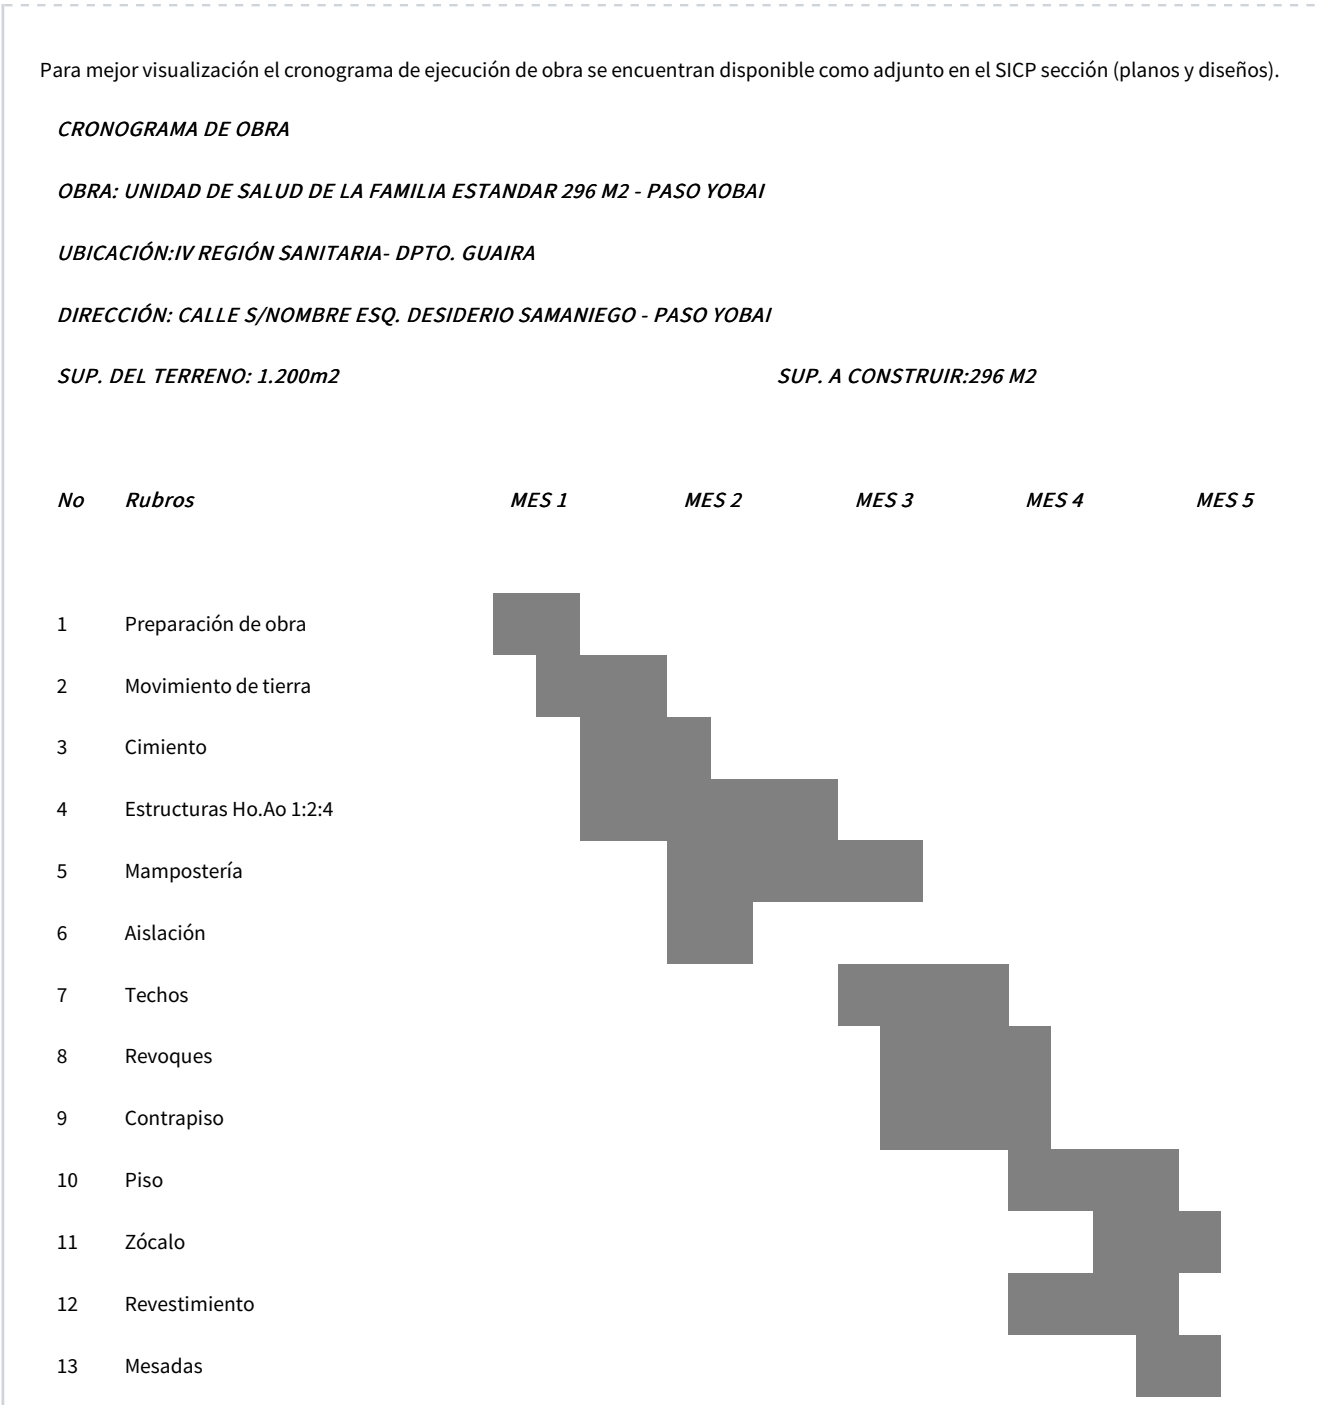 Para mejor visualización el cronograma de ejecución de obra se encuentran disponible como adjunto en el SICP sección (planos y diseños).
CRONOGRAMA DE OBRA
OBRA: UNIDAD DE SALUD DE LA FAMILIA ESTANDAR 296 M2 - PASO YOBAI
UBICACIÓN:IV REGIÓN SANITARIA- DPTO. GUAIRA
DIRECCIÓN: CALLE S/NOMBRE ESQ. DESIDERIO SAMANIEGO - PASO YOBAI
SUP. DEL TERRENO: 1.200m2 SUP. A CONSTRUIR:296 M2
No Rubros MES 1 MES 2 MES 3 MES 4 MES 5
1 Preparación de obra
2 Movimiento de tierra
3 Cimiento
4 Estructuras Ho.Ao 1:2:4
5 Mampostería
6 Aislación
7 Techos
8 Revoques
9 Contrapiso
10 Piso
11 Zócalo
12 Revestimiento
13 Mesadas